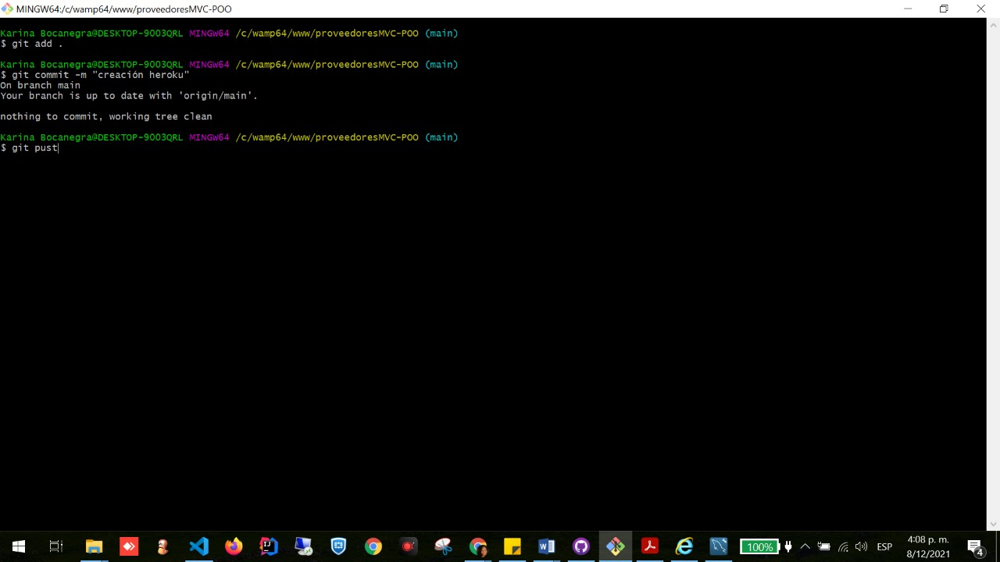 MINGW64:/c/wamp64/www/proveedoresMVC-POO
Karina Bocanegra@DESKTOP-9003QRL MINGW64 /c/wamp64/www/proveedoresMVC-POO (main)
$ git add .
Karina Bocanegra@DESKTOP-9003QRL MINGW64 /c/wamp64/www/proveedoresMVC-POO (main)
$ git commit -m "creación heroku"
On branch main
Your branch is up to date with 'origin/main'.
nothing to commit, working tree clean
Karina Bocanegra@DESKTOP-9003QRL MINGW64 /c/wamp64/www/proveedoresMVC-POO (main)
$ git pust
100%
ESP
4:08 p. m.
8/12/2021
4